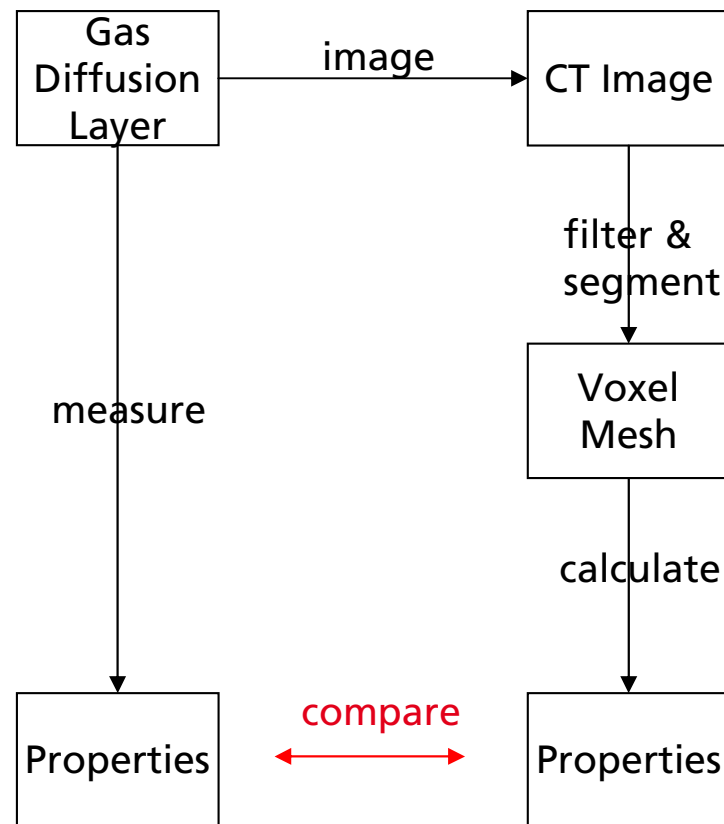 Gas
Diffusion
Layer
image
CT Image
filter &
segment
measure
Voxel
Mesh
calculate
compare
Properties
Properties